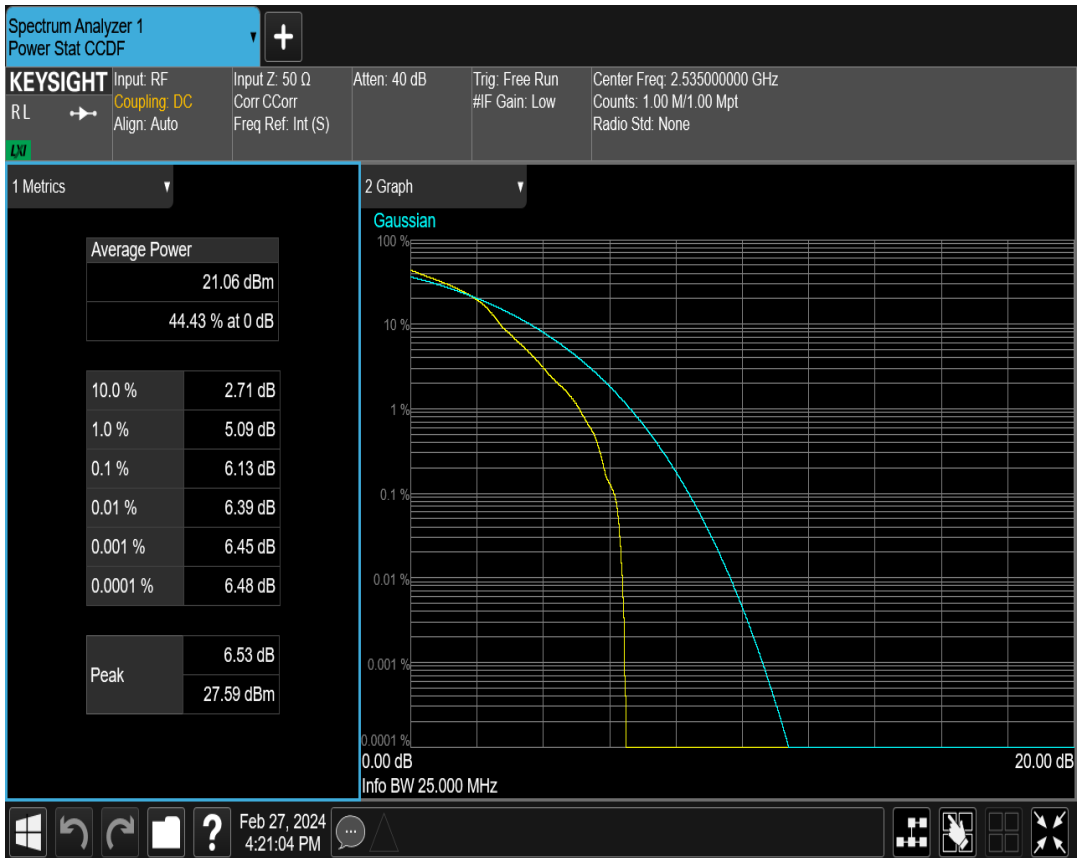 Spectrum Analyzer 1
Power Stat CCDF
+
KEYSIGHT
RL
LXI
Input: RF
Coupling: DC
Align: Auto
Input Z: 50 Ω
Corr CCorr
Freq Ref: Int (S)
Atten: 40 dB
Trig: Free Run
#IF Gain: Low
Center Freq: 2.535000000 GHz
Counts: 1.00 M/1.00 Mpt
Radio Std: None
1 Metrics
Average Power
21.06 dBm
44.43 % at 0 dB
10.0 % 2.71 dB
1.0 % 5.09 dB
0.1 % 6.13 dB
0.01 % 6.39 dB
0.001 % 6.45 dB
0.0001 % 6.48 dB
Peak
6.53 dB
27.59 dBm
2 Graph
Gaussian
100 %
10 %
1 %
0.1 %
0.01 %
0.001 %
0.0001 %
0.00 dB 20.00 dB
Info BW 25.000 MHz
?
Feb 27, 2024
4:21:04 PM